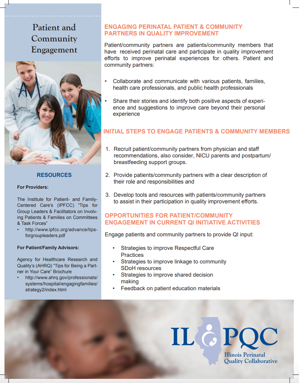 Patient and
Community
Engagement
RESOURCES
For Providers:
The Institute for Patient- and Family-
Centered Care's (IPFCC) "Tips for
Group Leaders & Facilitators on Involv-
ing Patients & Families on Committees
& Task Forces"
• http://www.ipfcc.org/advance/tips-
forgroupleaders.pdf
For Patient/Family Advisors:
Agency for Healthcare Research and
Quality's (AHRQ) "Tips for Being a Part-
ner in Your Care" Brochure
• http://www.ahrq.gov/professionals/
systems/hospital/engagingfamilies/
strategy2/index.html
ENGAGING PERINATAL PATIENT & COMMUNITY
PARTNERS IN QUALITY IMPROVEMENT
Patient/community partners are patients/community members that
have received perinatal care and participate in quality improvement
efforts to improve perinatal experiences for others. Patient and
community partners:
• Collaborate and communicate with various patients, families,
health care professionals, and public health professionals
• Share their stories and identify both positive aspects of experi-
ence and suggestions to improve care beyond their personal
experience
INITIAL STEPS TO ENGAGE PATIENTS & COMMUNITY MEMBERS
1. Recruit patient/community partners from physician and staff
recommendations, also consider, NICU parents and postpartum/
breastfeeding support groups.
2. Provide patients/community partners with a clear description of
their role and responsibilities and
3. Develop tools and resources with patients/community partners
to assist in their participation in quality improvement efforts.
OPPORTUNITIES FOR PATIENT/COMMUNITY
ENGAGEMENT IN CURRENT QI INITIATIVE ACTIVITIES
Engage patients and community partners to provide QI input:
• Strategies to improve Respectful Care
Practices
• Strategies to improve linkage to community
SDoH resources
• Strategies to improve shared decision
making
• Feedback on patient education materials
IL PQC
Illinois Perinatal
Quality Collaborative